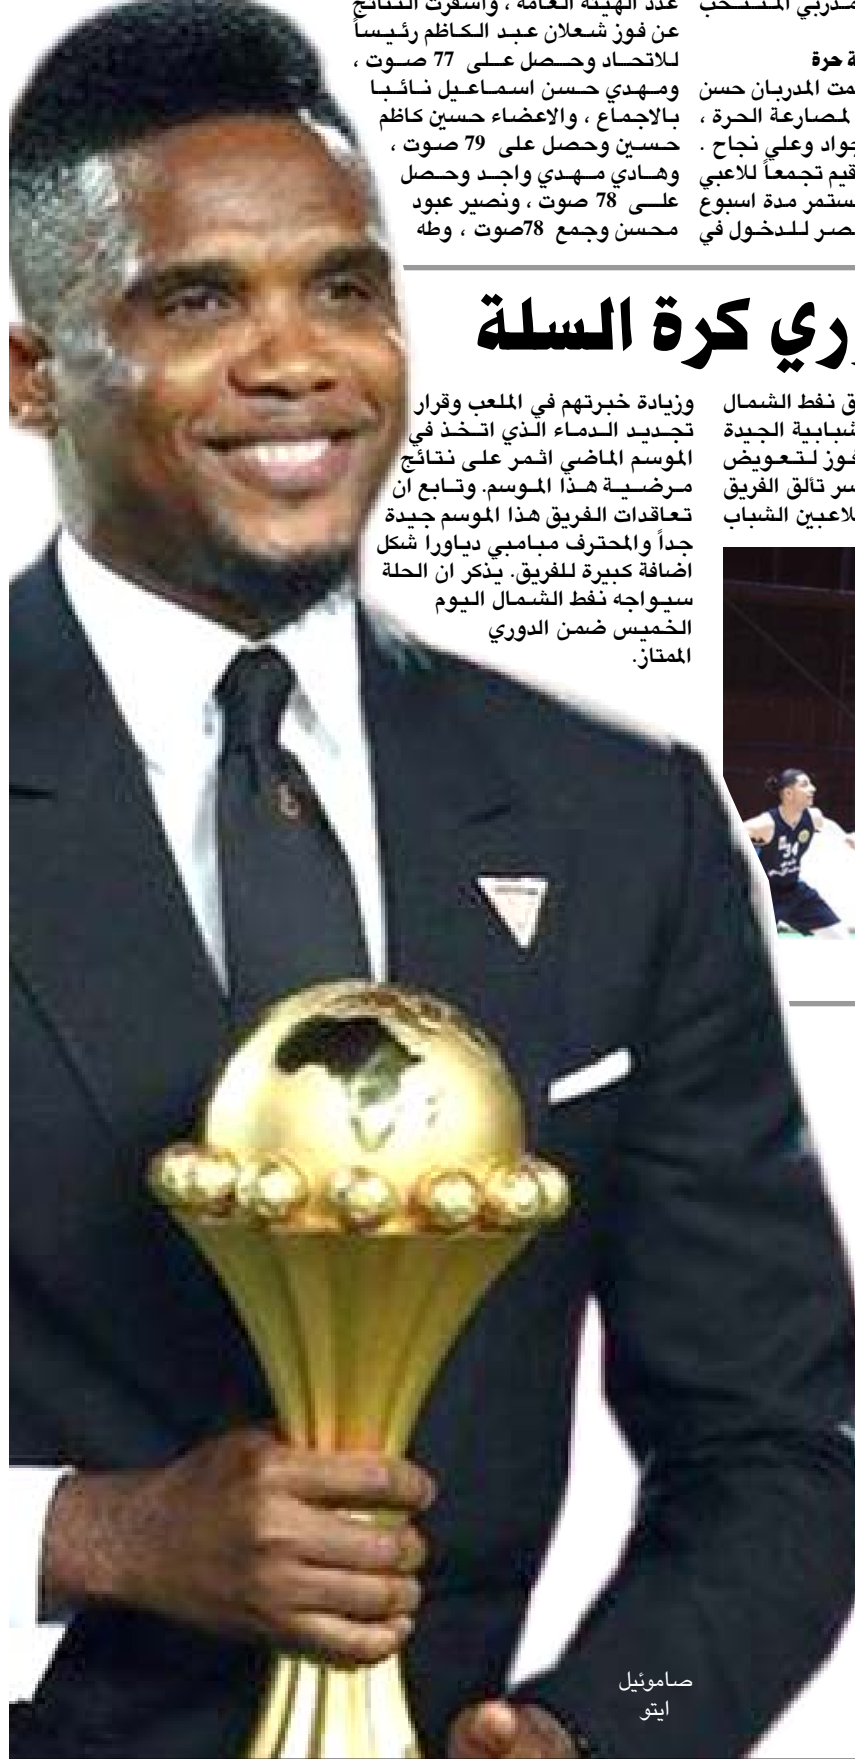 مـدربي المـنـتـخب
ة حرة
مت المدربان حسن
لمصارعة الحرة ،
جواد وعلي نجاح .
قيم تجمعاً للاعبي
ستمر مدة اسبوع
صر للدخول في
عدد الهيئة العامة ، واسفرت النتائج
عن فوز شعلان عبد الكاظم رئيساً
للاتحاد وحصل على 77 صوت ،
ومهدي حسن اسماعيل نائبا
بالاجماع ، والاعضاء حسين كاظم
حسين وحصل على 79 صوت ،
وهادي مهدي واجد وحصل
على 78 صوت ، ونصير عبود
محسن وجمع 78صوت ، وطه
ري كرة السلة
ق نفط الشمال
شبابية الجيدة
فوز لتعويض
سر تألق الفريق
لاعبين الشباب
وزيادة خبرتهم في الملعب وقرار
تجديد الدماء الذي اتخذ في
الموسم الماضي اثمر على نتائج
مرضية هذا الموسم. وتابع ان
تعاقدات الفريق هذا الموسم جيدة
جداً والمحترف مبامبي دياورا شكل
اضافة كبيرة للفريق. يذكر ان الحلة
سيواجه نفط الشمال اليوم
الخميس ضمن الدوري
الممتاز.
34
صاموئيل
ايتو